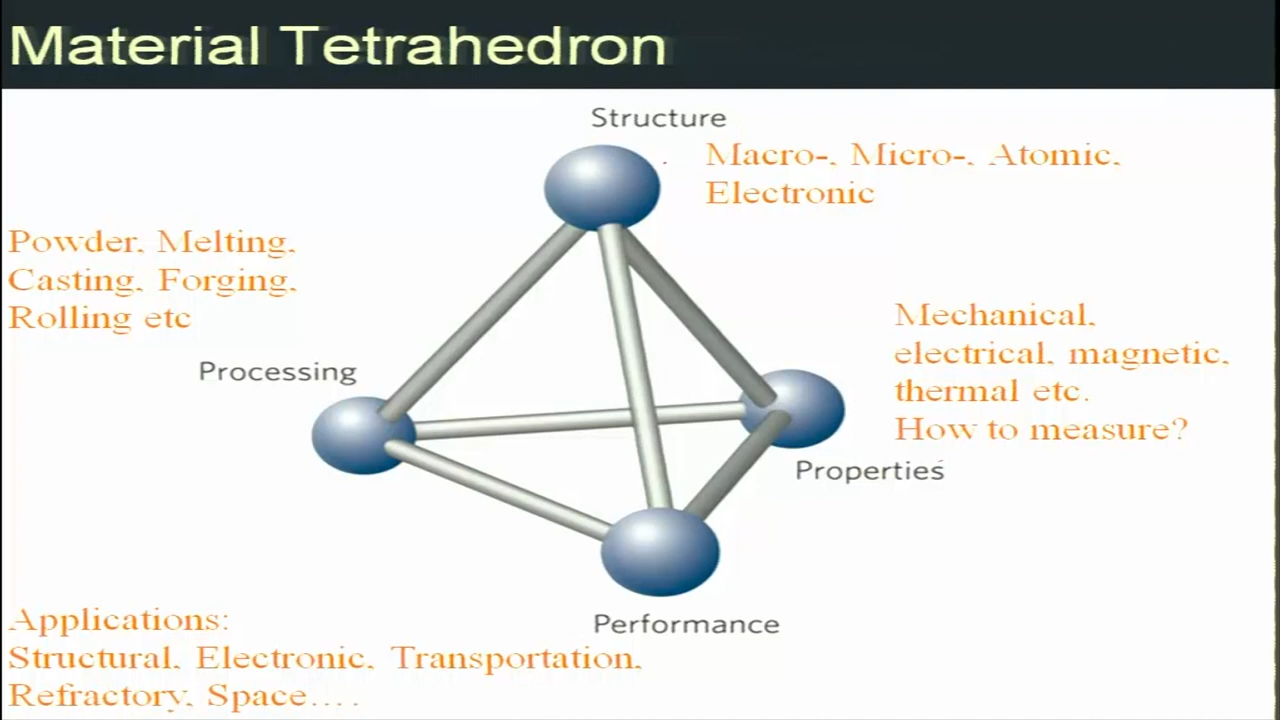 Material Tetrahedron
Structure
Macro-, Micro-, Atomic,
Electronic
Powder, Melting,
Casting, Forging,
Rolling etc
Processing
Mechanical,
electrical, magnetic,
thermal etc.
How to measure?
Properties
Performance
Applications:
Structural, Electronic, Transportation,
Refractory, Space….